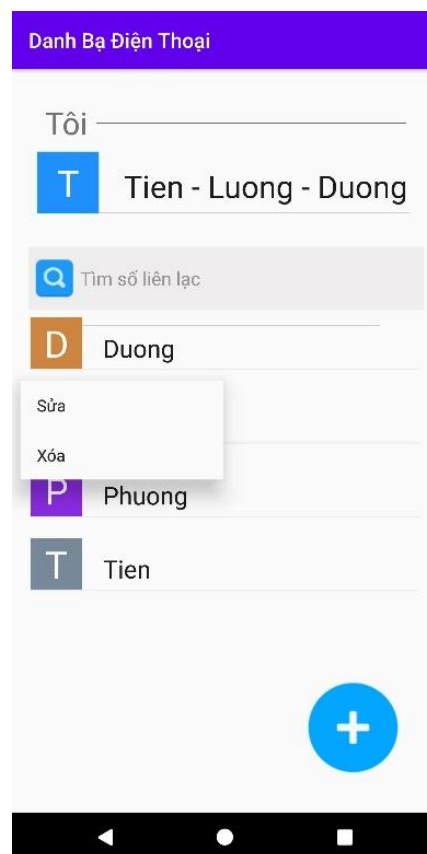 Danh Bạ Điện Thoại
Tôi
T Tien - Luong - Duong
Tìm số liên lạc
D Duong
Sửa
Xóa
P Phuong
T Tien